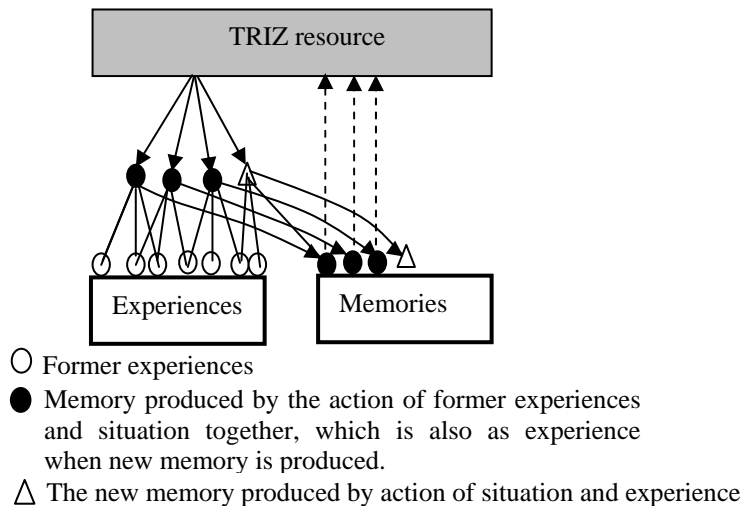 TRIZ resource
Experiences
Memories
Former experiences
Memory produced by the action of former experiences
and situation together, which is also as experience
when new memory is produced.
The new memory produced by action of situation and experience